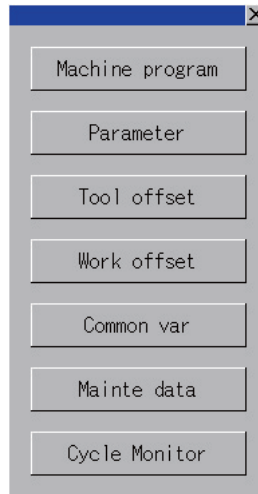 Machine program
Parameter
Tool offset
Work offset
Common var
Mainte data
Cycle Monitor